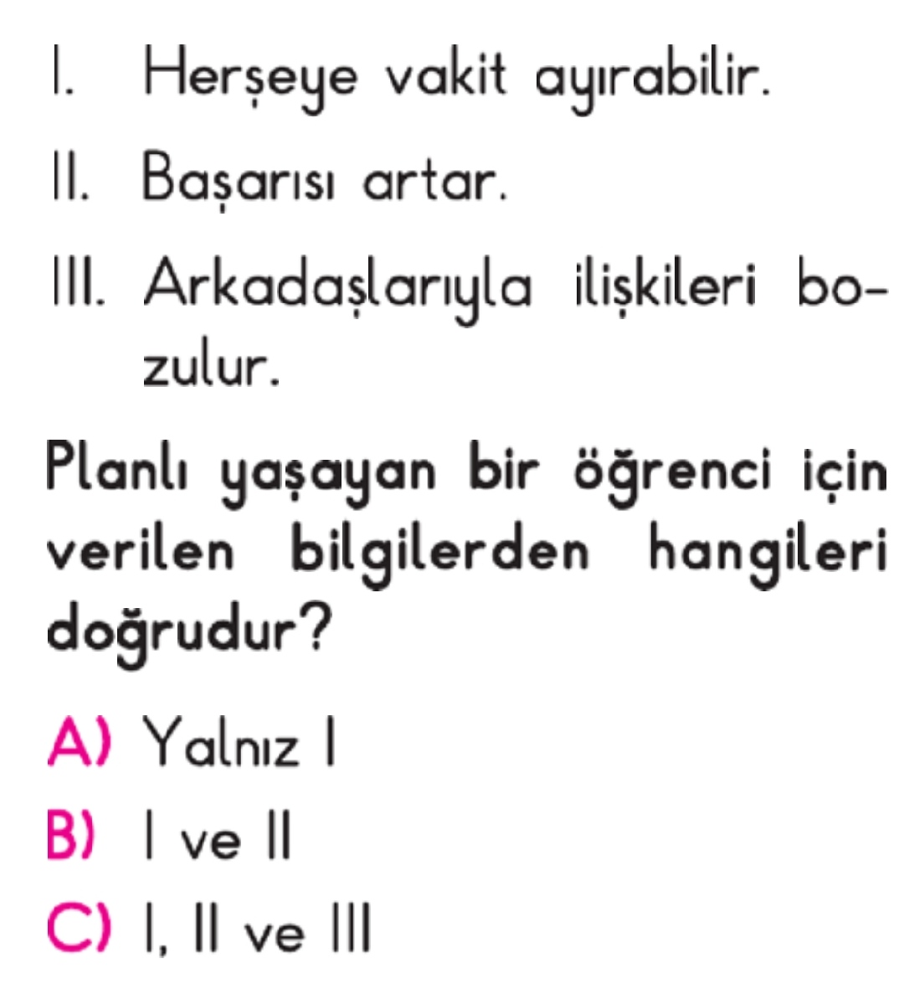 I. Herşeye vakit ayırabilir.
II. Başarısı artar.
III. Arkadaşlarıyla ilişkileri bo-
zulur.
Planlı yaşayan bir öğrenci için
verilen bilgilerden hangileri
doğrudur?
A) Yalnız I
B) I ve II
C) I, II ve III